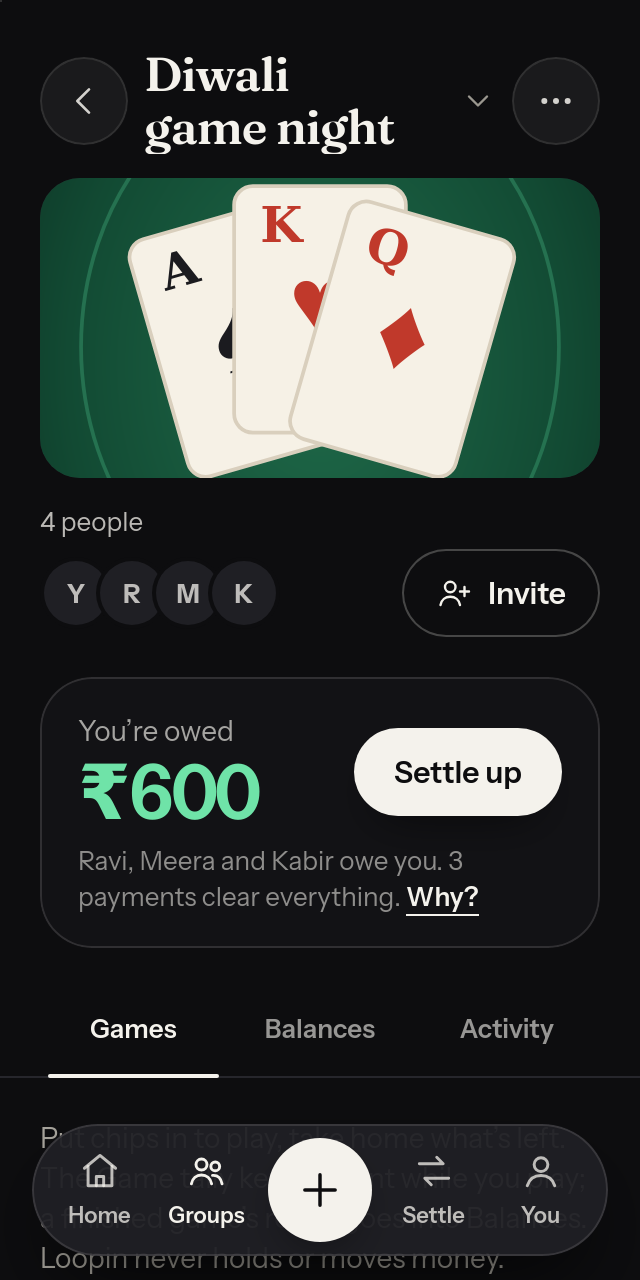 Diwali
game night
A
K
Q
4 people
Y R M K
Invite
You’re owed
₹600
Settle up
Ravi, Meera and Kabir owe you. 3
payments clear everything. Why?
Games Balances Activity
Put chips in to play, take home what's left.
Home Groups Settle You
Loopin never holds or moves money.